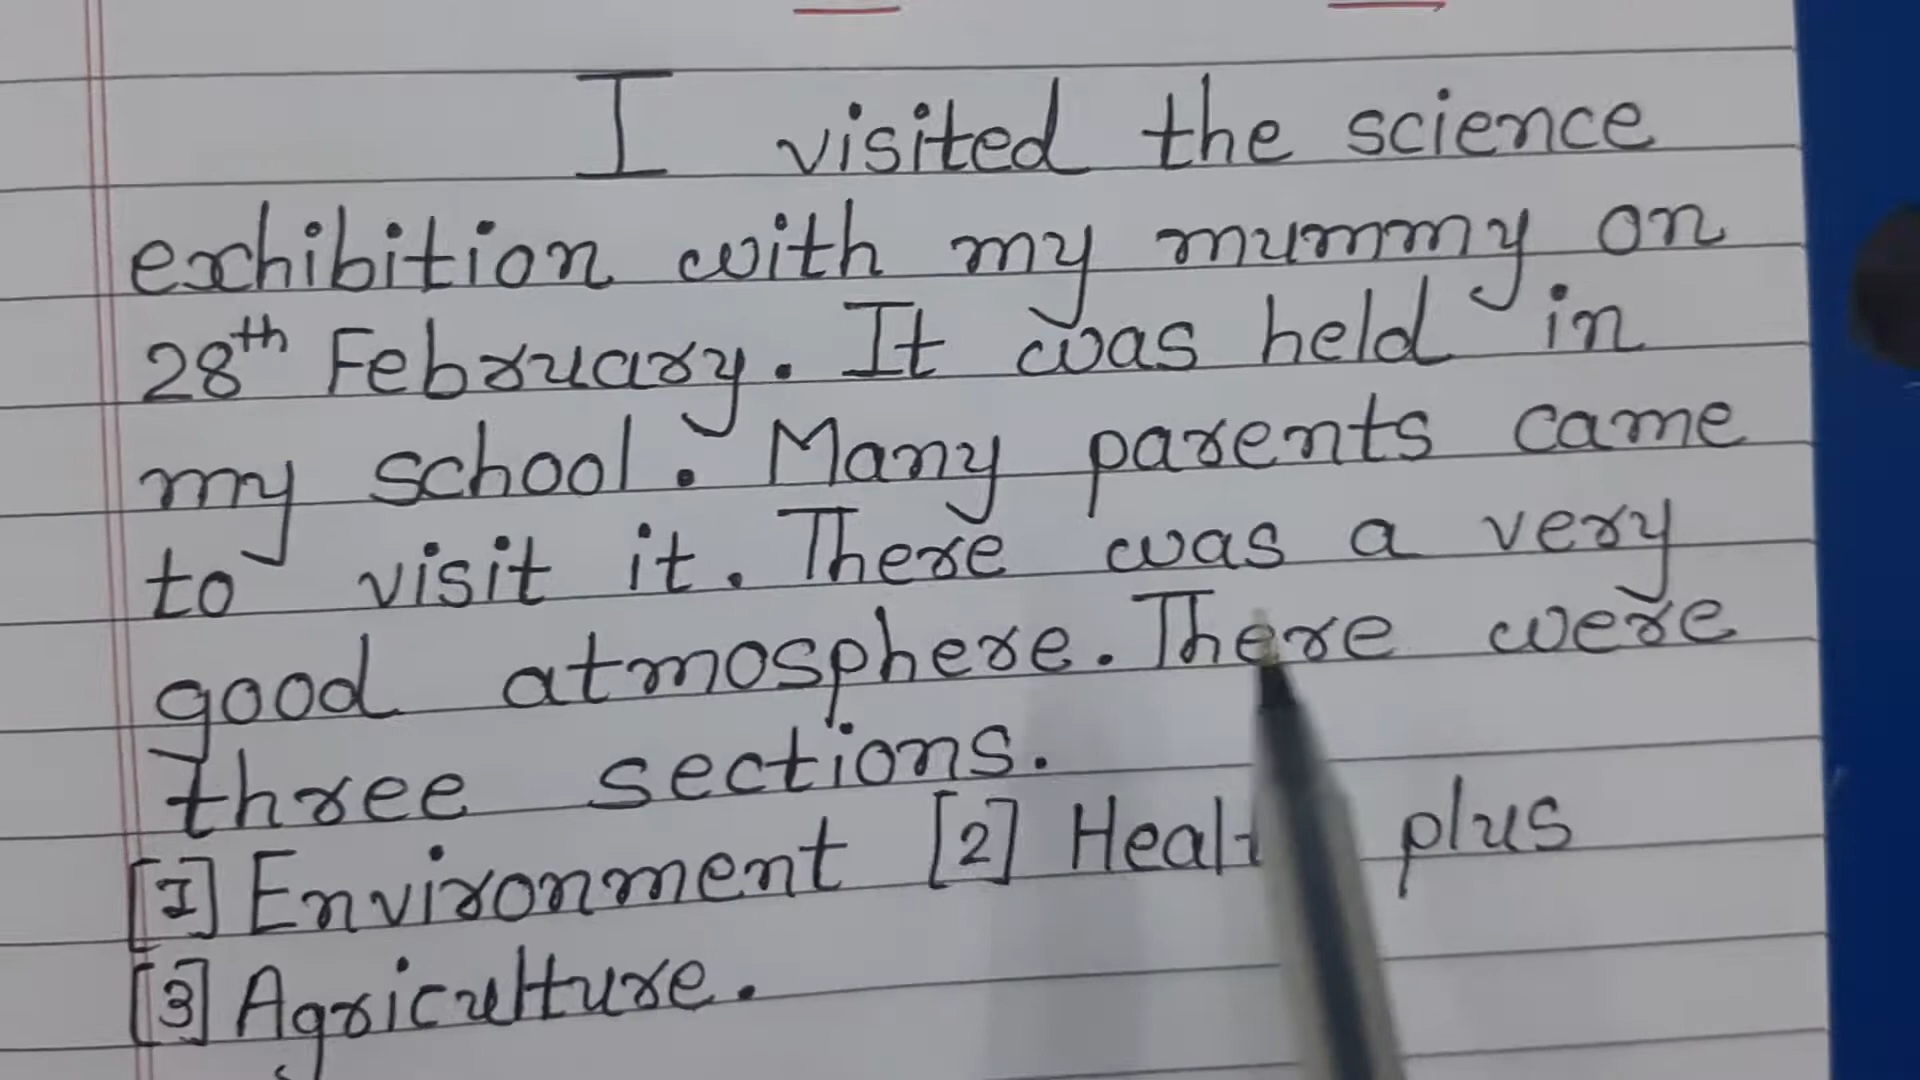 I visited the science
exhibition with my mummy on
28th February. It was held in
my school. Many parents came
to visit it. There was a very
good atmosphere. There were
three sections.
[1] Environment [2] plus
[3] Agriculture.